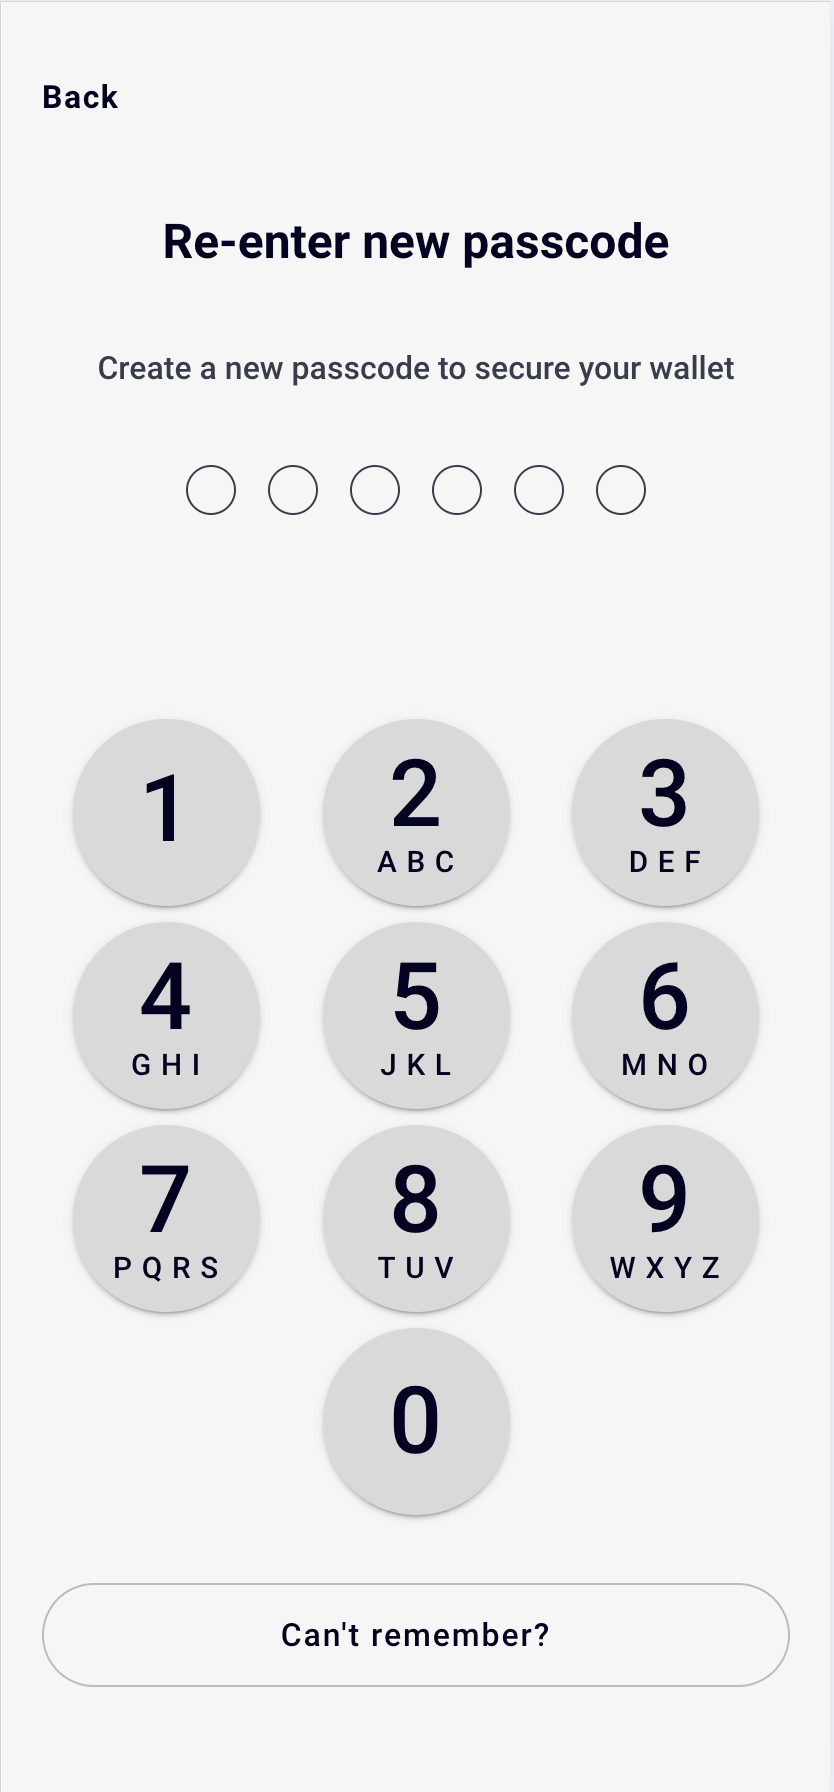 Back
Re-enter new passcode
Create a new passcode to secure your wallet
1 2 3
ABC DEF
4 5 6
GHI JKL MNO
7 8 9
PQRS TUV WXYZ
0
Can't remember?